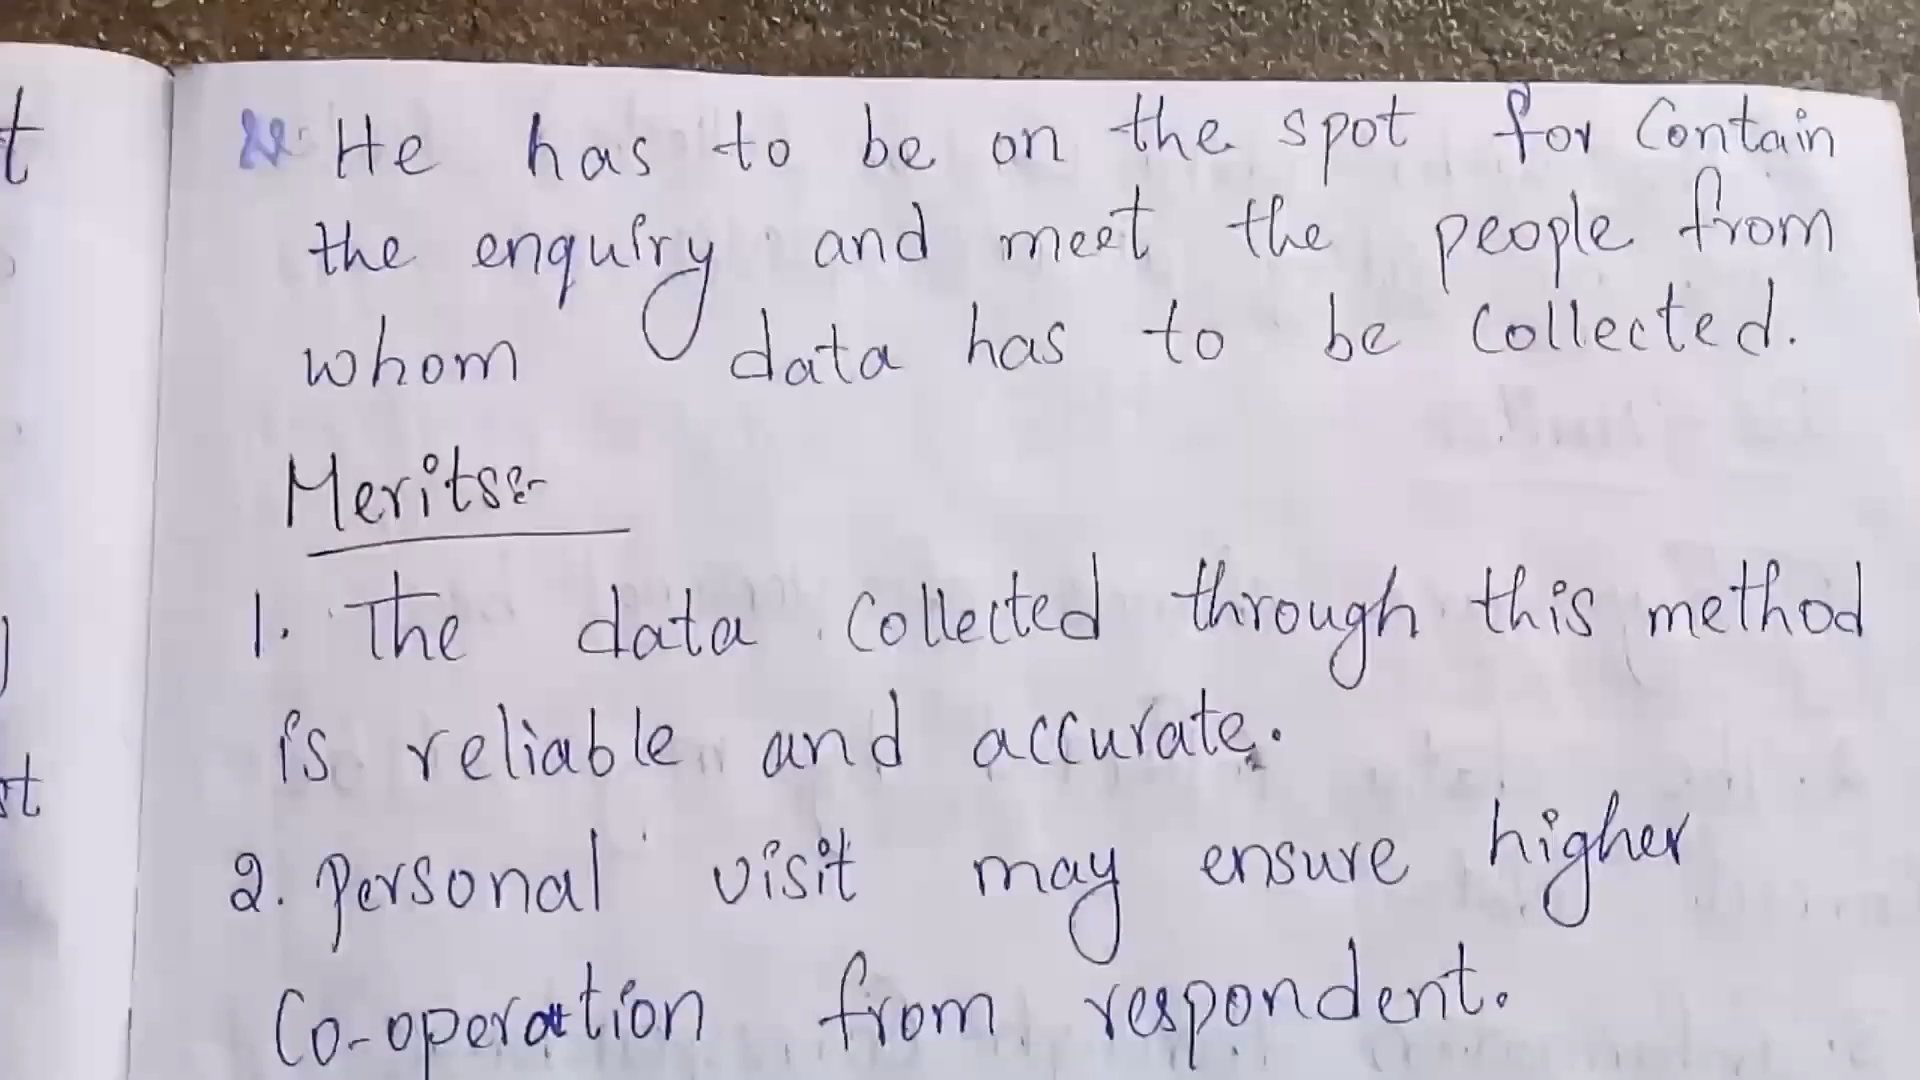 He has to be on the spot for Contain
the enquiry and meet the people from
whom data has to be collected.
Merits:-
1. The data collected through this method
is reliable and accurate.
2. Personal visit may ensure higher
Co-operation from respondent.